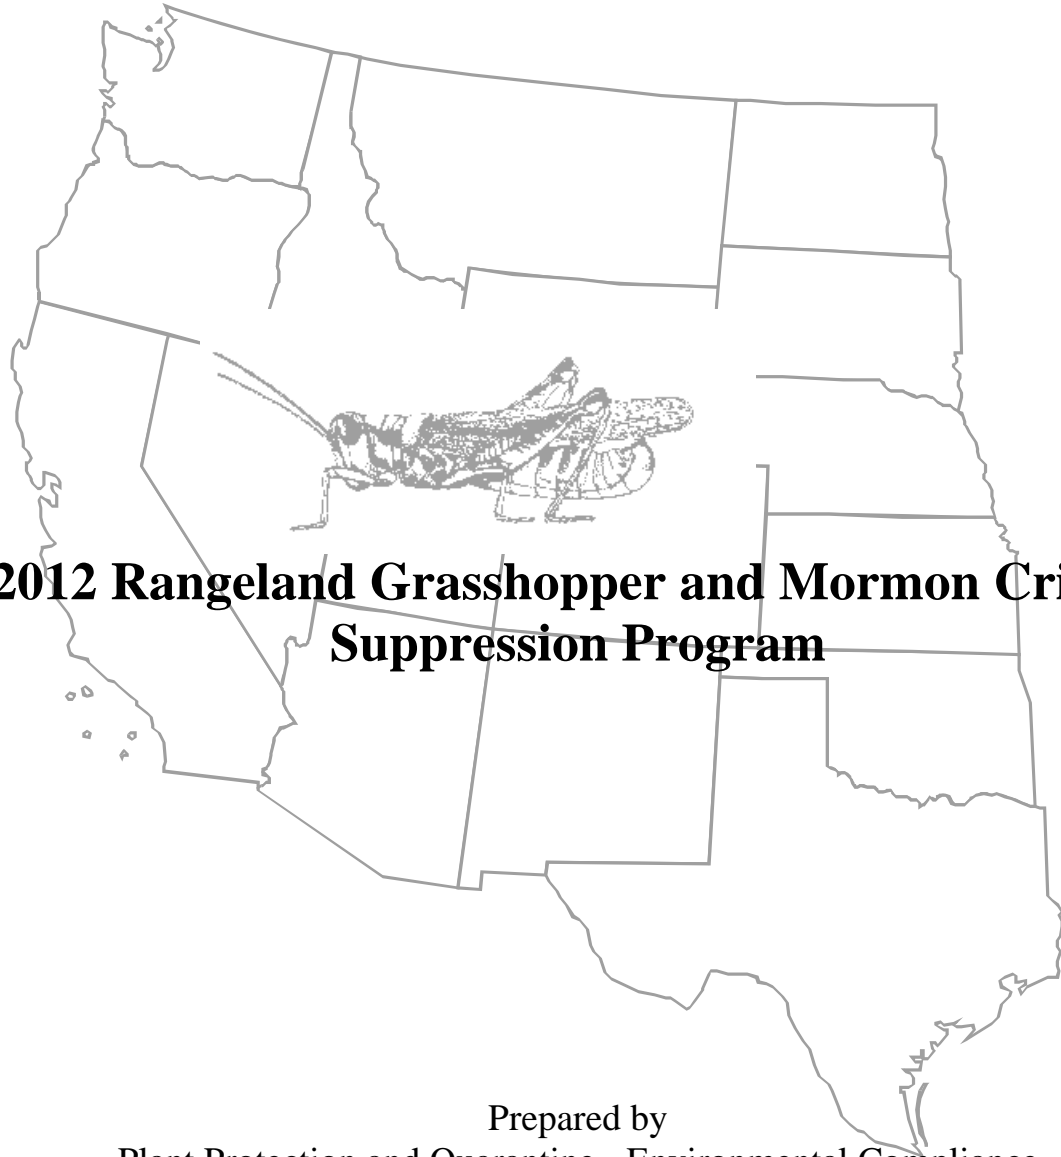 2012 Rangeland Grasshopper and Mormon Cri
Suppression Program
Prepared by
Plant Protection and Quarantine - Environmental Compliance